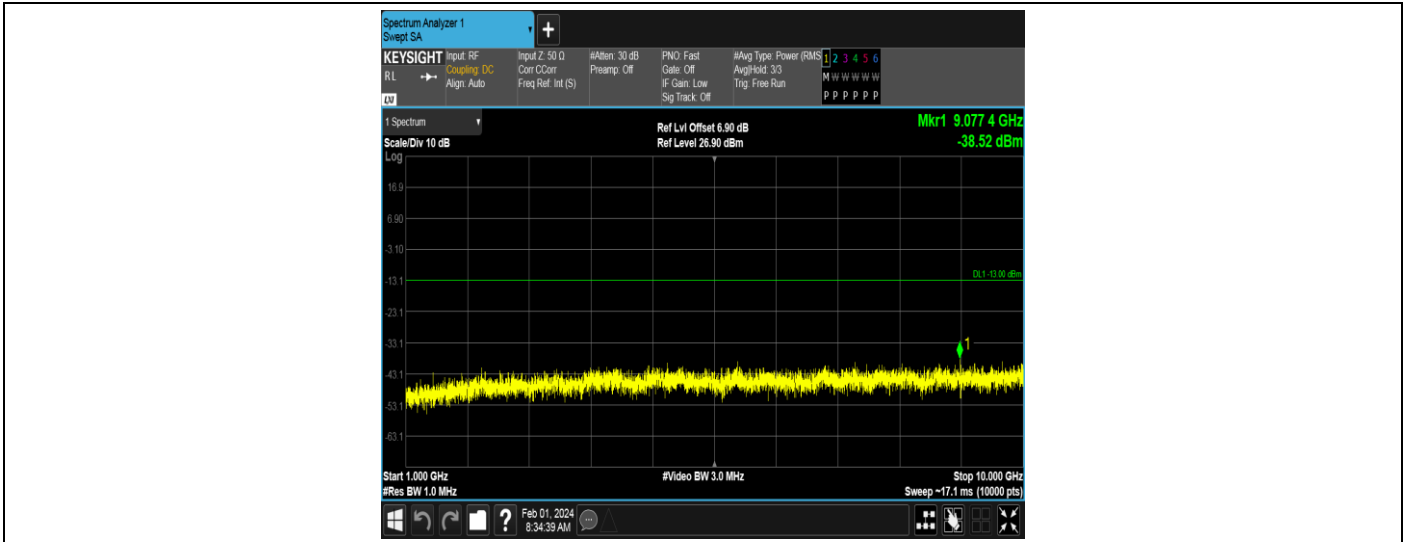 Spectrum Analyzer 1
Swept SA
+
KEYSIGHT Input: RF Input Z: 50 Ω #Atten: 30 dB PNO: Fast #Avg Type: Power (RMS 1 2 3 4 5 6
RL Coupling: DC Corr CCorr Preamp: Off Gate: Off Avg|Hold: 3/3 M W W W W W
Align: Auto Freq Ref: Int (S) IF Gain: Low Trig: Free Run
LXI Sig Track: Off P P P P P P
1 Spectrum Ref Lvl Offset 6.90 dB Mkr1 9.077 4 GHz
Scale/Div 10 dB Ref Level 26.90 dBm -38.52 dBm
Log
16.9
6.90
-3.10
DL1 -13.00 dBm
-13.1
-23.1
-33.1
1
-43.1
-53.1
-63.1
Start 1.000 GHz #Video BW 3.0 MHz Stop 10.000 GHz
#Res BW 1.0 MHz Sweep ~17.1 ms (10000 pts)
? Feb 01, 2024
8:34:39 AM